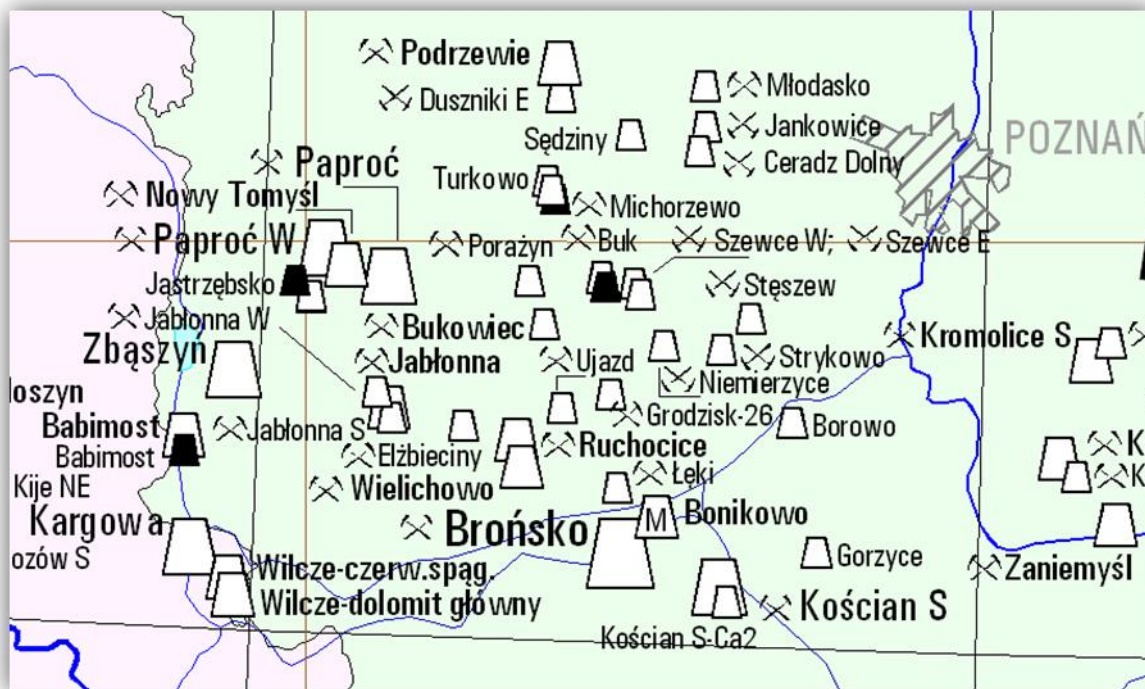 Podrzewie
Duszniki E
Młodasko
Jankowice
Sędziny
Ceradz Dolny
POZNAŃ
Paproć
Turkowo
Nowy Tomyśl
Michorzewo
Paproć W
Porażyn
Buk
Szewce W;
Szewce E
Jastrzębsko
Stęszew
Jabłonna W
Bukowiec
Kromolice S
Zbąszyń
Jabłonna
Ujazd
Strykowo
Niemierzyce
łoszyn
Babimost
Jabłonna S
Grodzisk-26
Borowo
Babimost
Elżbieciny
Ruchocice
K
Kije NE
Wielichowo
Łęki
K
Kargowa
Brońsko
M
Bonikowo
ozów S
Wilcze-czerw.spąg.
Gorzyce
Zaniemyśl
Wilcze-dolomit główny
Kościan S
Kościan S-Ca2